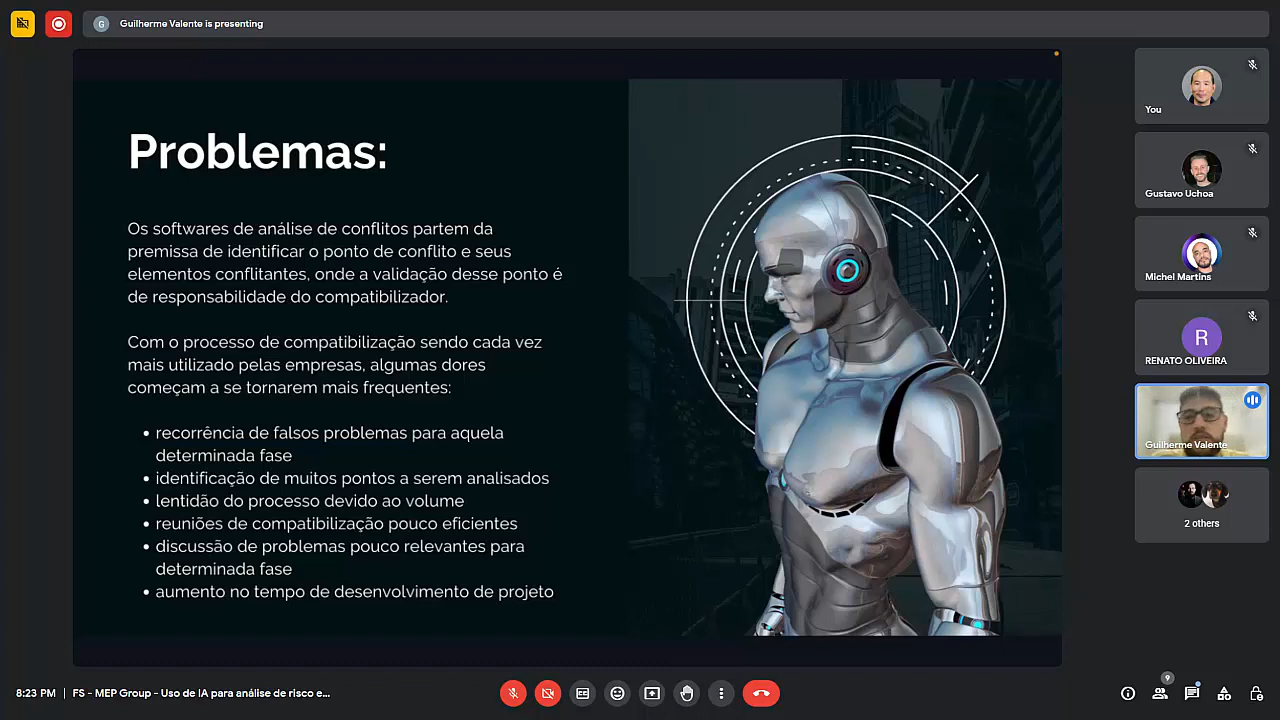 G
Guilherme Valente is presenting
Problemas:
Os softwares de análise de conflitos partem da
premissa de identificar o ponto de conflito e seus
elementos conflitantes, onde a validação desse ponto é
de responsabilidade do compatibilizador.
Com o processo de compatibilização sendo cada vez
mais utilizado pelas empresas, algumas dores
começam a se tornarem mais frequentes:
• recorrência de falsos problemas para aquela
determinada fase
• identificação de muitos pontos a serem analisados
• lentidão do processo devido ao volume
• reuniões de compatibilização pouco eficientes
• discussão de problemas pouco relevantes para
determinada fase
• aumento no tempo de desenvolvimento de projeto
You
Gustavo Uchoa
Michel Martins
R
RENATO OLIVEIRA
Guilherme Valente
2 others
8:23 PM | FS - MEP Group - Uso de IA para análise de risco e...
9